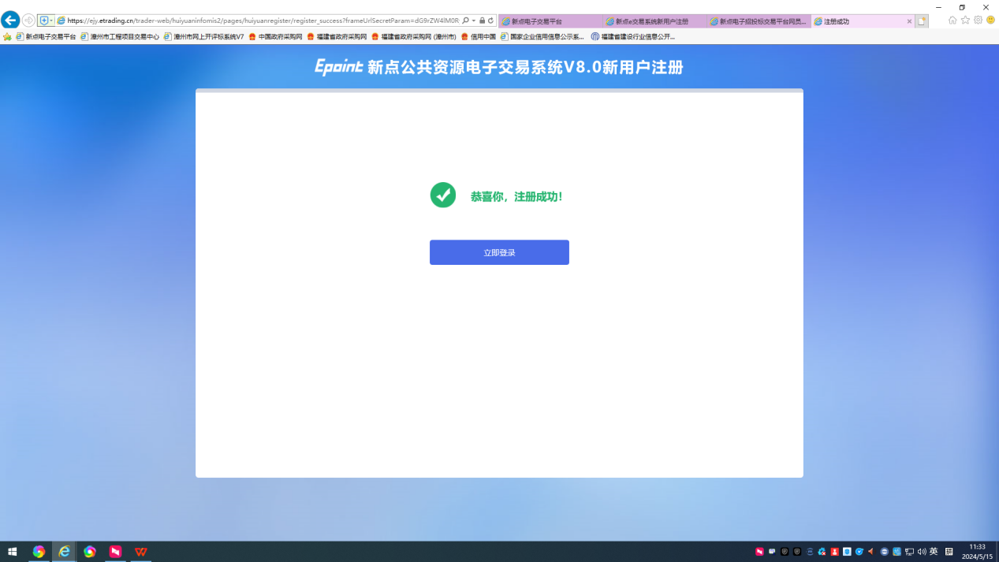 https://ejy.etrading.cn/trader-web/huiyuaninfomis2/pages/huiyuanregister/register_success?frameUrlSecretParam=dG9rZW4lM0R
新点电子交易平台
新点e交易系统新用户注册
新点电子招投标交易平台网员...
注册成功
新点电子交易平台
漳州市工程项目交易中心
漳州市网上开评标系统V7
中国政府采购网
福建省政府采购网
福建省政府采购网 (漳州市)
信用中国
国家企业信用信息公示系...
福建省建设行业信息公开...
Epoint 新点公共资源电子交易系统V8.0新用户注册
恭喜你，注册成功！
立即登录
英
11:33
2024/5/15